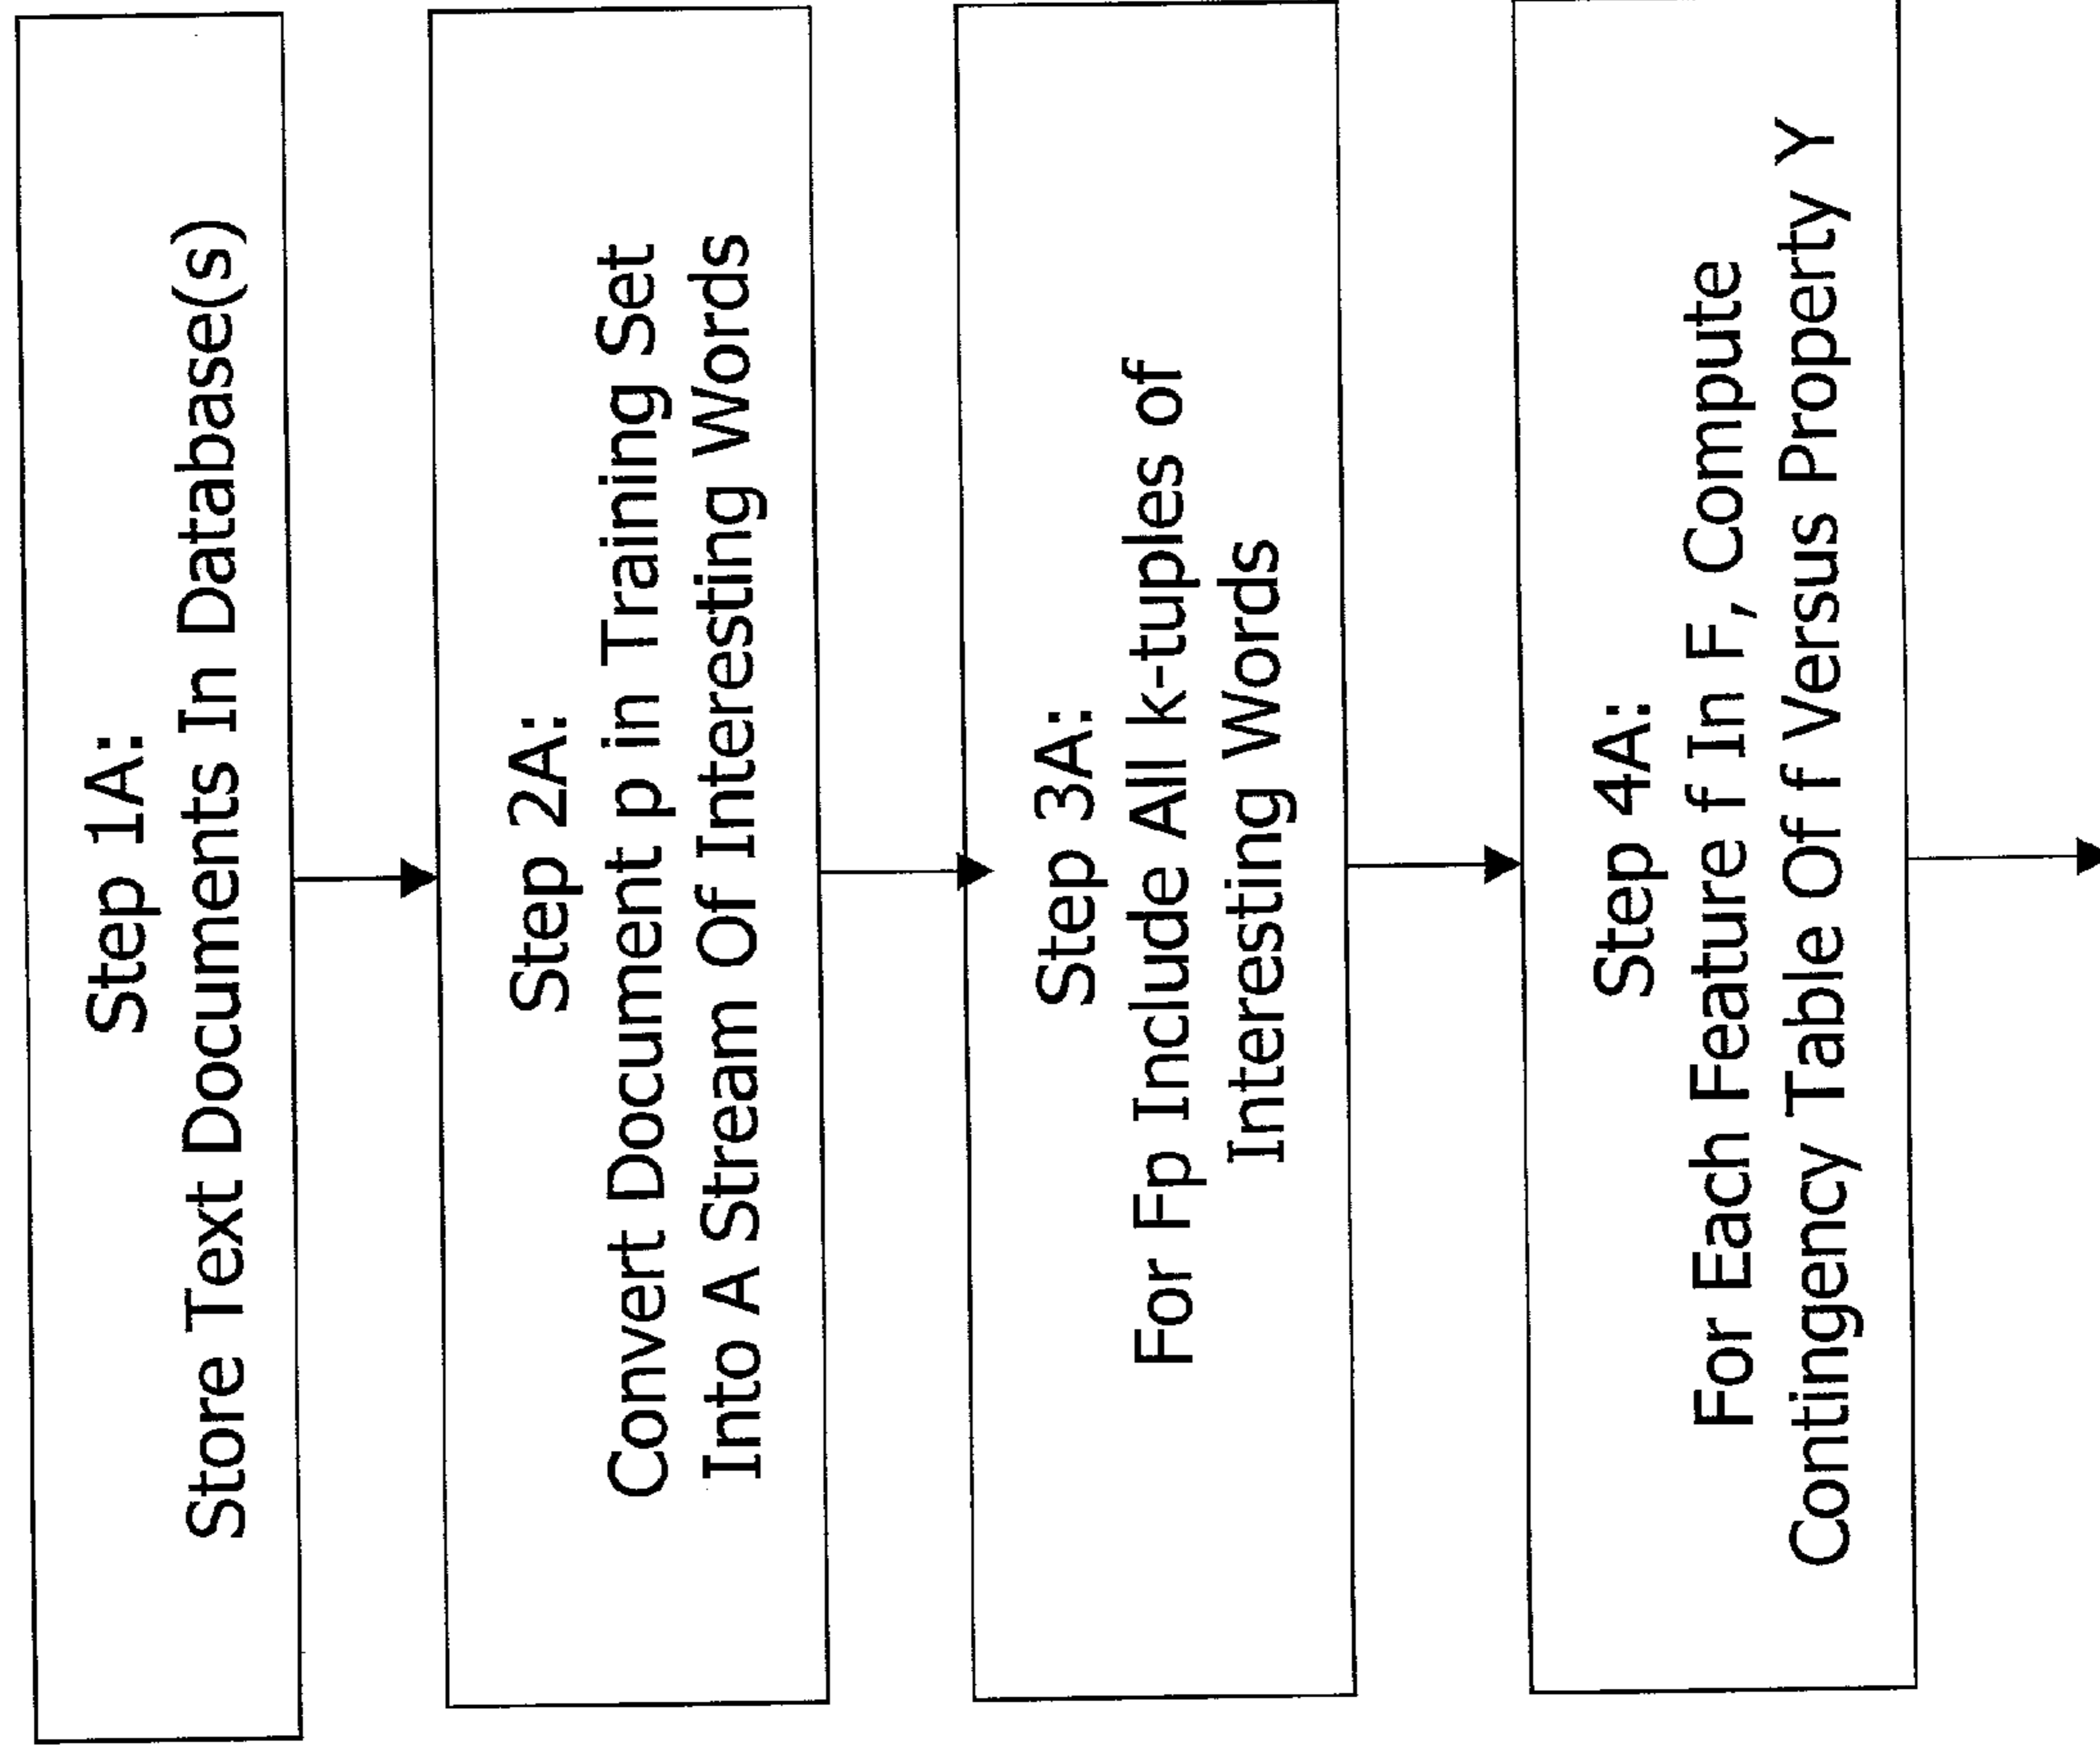 Step 1A:
Store Text Documents In Database(s)
Step 2A:
Convert Document p in Training Set
Into A Stream Of Interesting Words
Step 3A:
For Fp Include All k-tuples of
Interesting Words
Step 4A:
For Each Feature f In F, Compute
Contingency Table Of f Versus Property Y